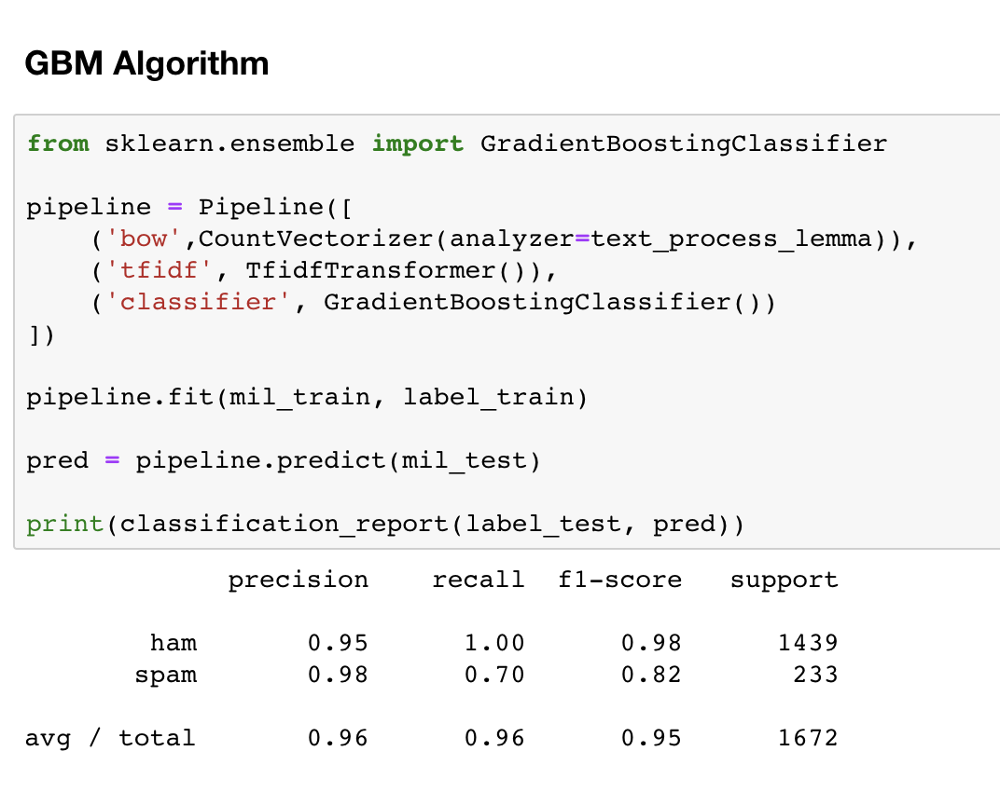 GBM Algorithm
from sklearn.ensemble import GradientBoostingClassifier
pipeline = Pipeline([
    ('bow',CountVectorizer(analyzer=text_process_lemma)),
    ('tfidf', TfidfTransformer()),
    ('classifier', GradientBoostingClassifier())
])
pipeline.fit(mil_train, label_train)
pred = pipeline.predict(mil_test)
print(classification_report(label_test, pred))
precision recall f1-score support
ham 0.95 1.00 0.98 1439
spam 0.98 0.70 0.82 233
avg / total 0.96 0.96 0.95 1672